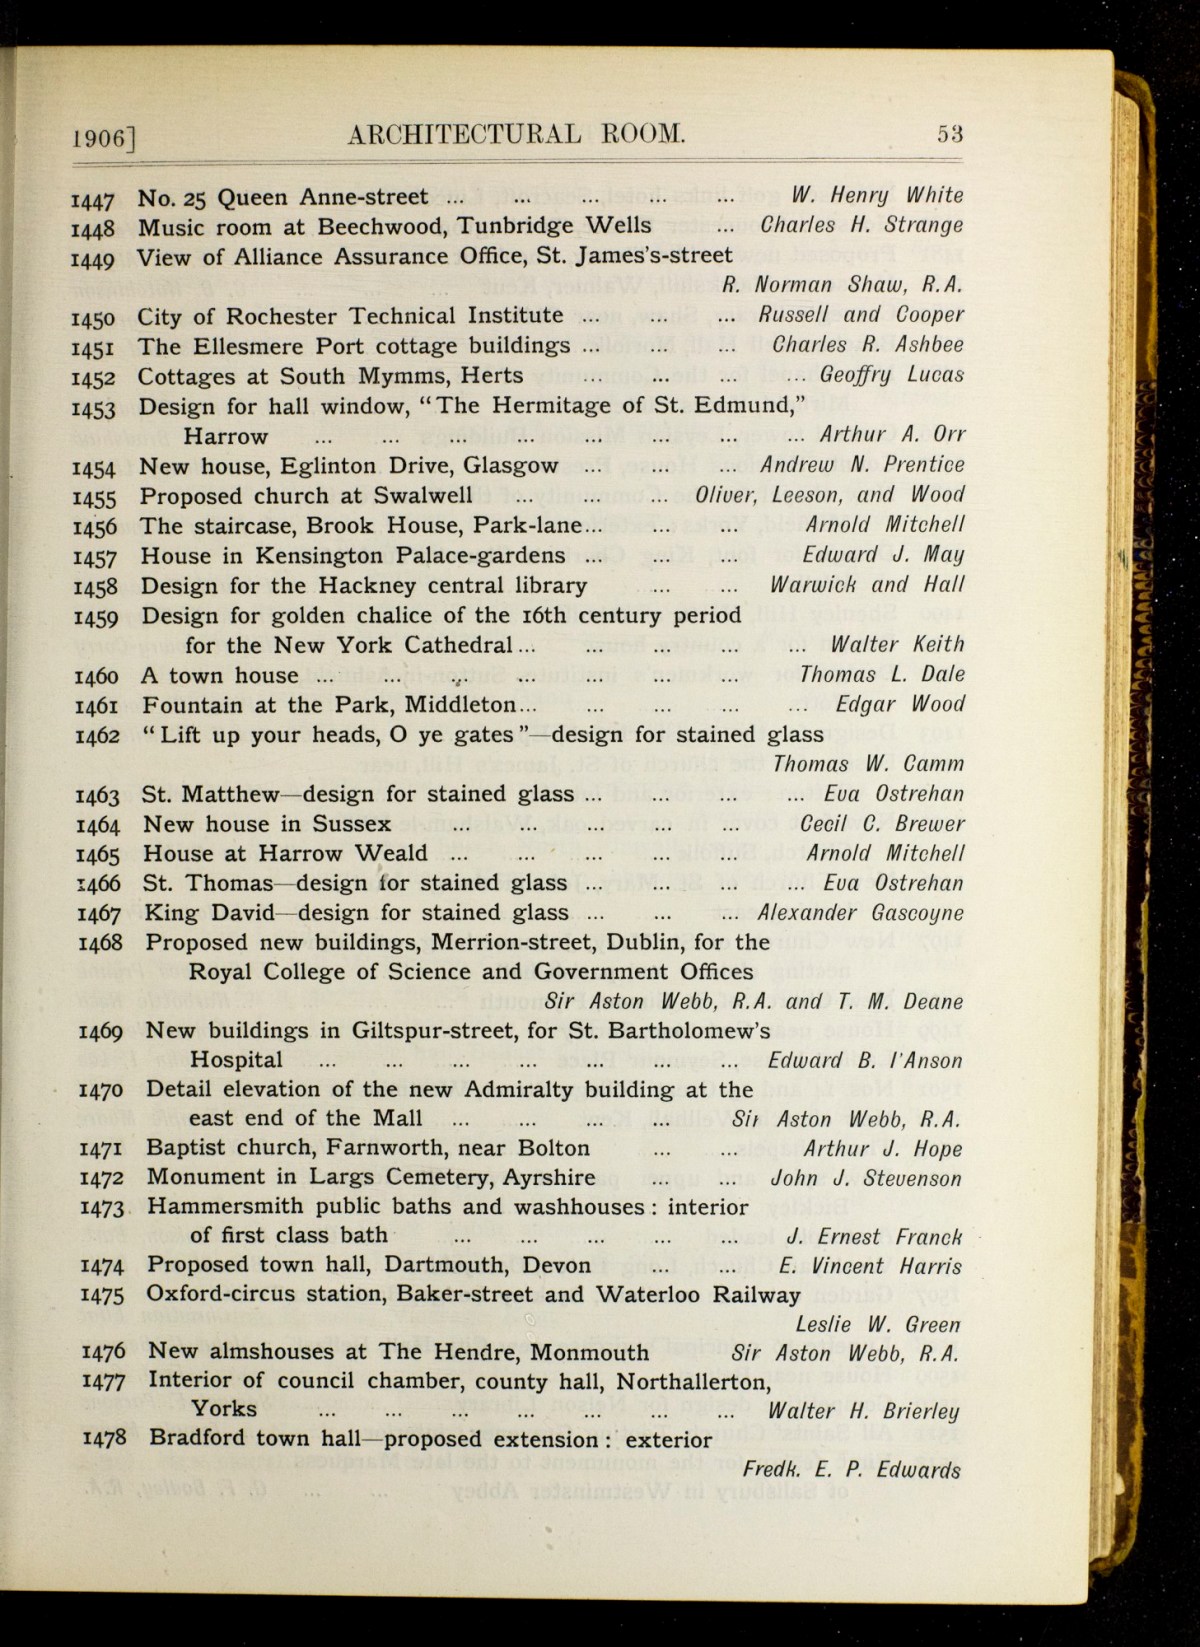 1906] ARCHITECTURAL ROOM. 53
1447 No. 25 Queen Anne-street ... ... ... ... ... W. Henry White
1448 Music room at Beechwood, Tunbridge Wells ... Charles H. Strange
1449 View of Alliance Assurance Office, St. James's-street
R. Norman Shaw, R.A.
1450 City of Rochester Technical Institute ... ... ... Russell and Cooper
1451 The Ellesmere Port cottage buildings ... ... ... Charles R. Ashbee
1452 Cottages at South Mymms, Herts ... ... ... ... Geoffry Lucas
1453 Design for hall window, “The Hermitage of St. Edmund,”
Harrow ... ... ... ... ... ... ... ... Arthur A. Orr
1454 New house, Eglinton Drive, Glasgow ... ... ... Andrew N. Prentice
1455 Proposed church at Swalwell ... ... ... Oliver, Leeson, and Wood
1456 The staircase, Brook House, Park-lane... ... ... Arnold Mitchell
1457 House in Kensington Palace-gardens ... ... ... Edward J. May
1458 Design for the Hackney central library ... ... Warwick and Hall
1459 Design for golden chalice of the 16th century period
for the New York Cathedral... ... ... ... ... Walter Keith
1460 A town house ... ... ... ... ... ... ... Thomas L. Dale
1461 Fountain at the Park, Middleton... ... ... ... ... Edgar Wood
1462 “Lift up your heads, O ye gates”—design for stained glass
Thomas W. Camm
1463 St. Matthew—design for stained glass ... ... ... ... Eva Ostrehan
1464 New house in Sussex ... ... ... ... ... Cecil C. Brewer
1465 House at Harrow Weald ... ... ... ... ... Arnold Mitchell
1466 St. Thomas—design for stained glass ... ... ... ... Eva Ostrehan
1467 King David—design for stained glass ... ... ... Alexander Gascoyne
1468 Proposed new buildings, Merrion-street, Dublin, for the
Royal College of Science and Government Offices
Sir Aston Webb, R.A. and T. M. Deane
1469 New buildings in Giltspur-street, for St. Bartholomew's
Hospital ... ... ... ... ... ... ... Edward B. I'Anson
1470 Detail elevation of the new Admiralty building at the
east end of the Mall ... ... ... ... Sir Aston Webb, R.A.
1471 Baptist church, Farnworth, near Bolton ... ... Arthur J. Hope
1472 Monument in Largs Cemetery, Ayrshire ... ... John J. Stevenson
1473 Hammersmith public baths and washhouses: interior
of first class bath ... ... ... ... ... J. Ernest Franck
1474 Proposed town hall, Dartmouth, Devon ... ... E. Vincent Harris
1475 Oxford-circus station, Baker-street and Waterloo Railway
Leslie W. Green
1476 New almshouses at The Hendre, Monmouth Sir Aston Webb, R.A.
1477 Interior of council chamber, county hall, Northallerton,
Yorks ... ... ... ... ... ... ... Walter H. Brierley
1478 Bradford town hall—proposed extension: exterior
Fredk. E. P. Edwards